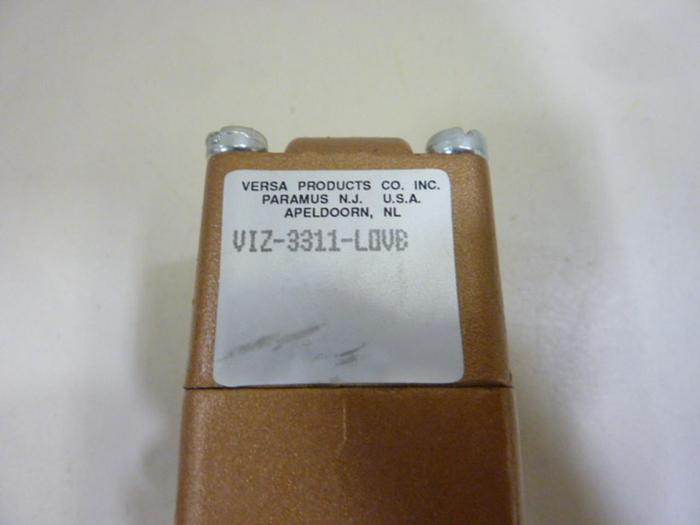 VERSA PRODUCTS CO. INC.
PARAMUS N.J. U.S.A.
APELDOORN, NL
VIZ-3311-LOVB